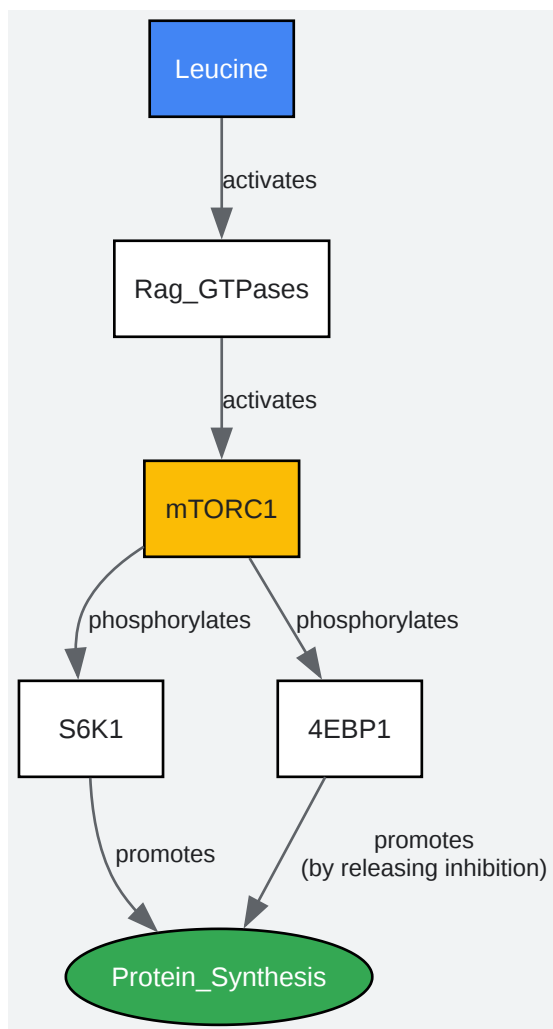 Leucine
activates
Rag_GTPases
activates
mTORC1
phosphorylates
phosphorylates
S6K1
4EBP1
promotes
promotes
(by releasing inhibition)
Protein_Synthesis